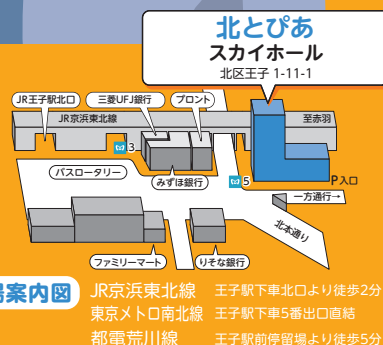 北とぴあ
スカイホール
北区王子 1-11-1
JR王子駅北口
三菱UFJ銀行
プロント
JR京浜東北線
至赤羽
3
バスロータリー
みずほ銀行
5
P入口
一方通行→
北本通り
ファミリーマート
りそな銀行
場案内図
JR京浜東北線 王子駅下車北口より徒歩2分
東京メトロ南北線 王子駅下車5番出口直結
都電荒川線 王子駅前停留場より徒歩5分